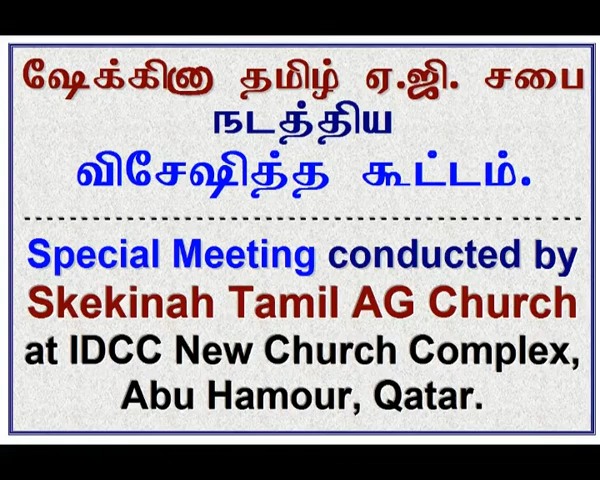 ஷேக்கினா தமிழ் ஏ.ஜி. சபை
நடத்திய
விசேஷித்த கூட்டம்.
Special Meeting conducted by
Skekinah Tamil AG Church
at IDCC New Church Complex,
Abu Hamour, Qatar.